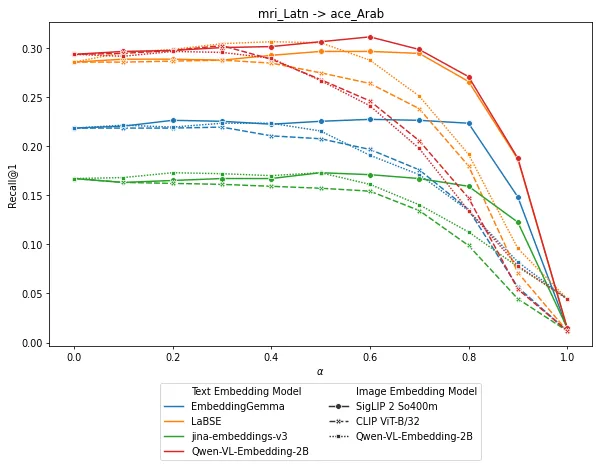 mri_Latn -> ace_Arab
Recall@1
0.30
0.25
0.20
0.15
0.10
0.05
0.00
0.0 0.2 0.4 0.6 0.8 1.0
α
Text Embedding Model
EmbeddingGemma
LaBSE
jina-embeddings-v3
Qwen-VL-Embedding-2B
Image Embedding Model
SigLIP 2 So400m
CLIP ViT-B/32
Qwen-VL-Embedding-2B